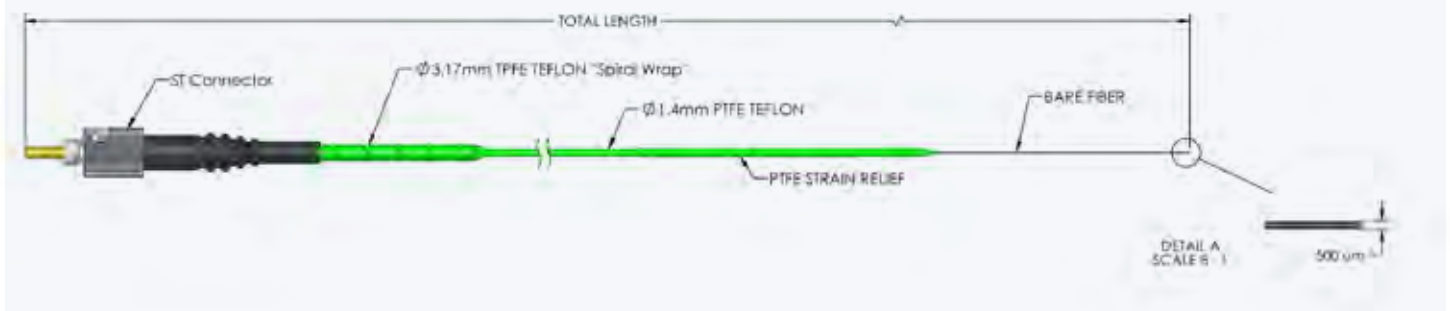 TOTAL LENGTH
ST Connector
Ø3.17mm TPFE TEFLON "Spiral Wrap"
Ø1.4mm PTFE TEFLON
BARE FIBER
PTFE STRAIN RELIEF
DETAIL A
SCALE 8 : 1
500 um